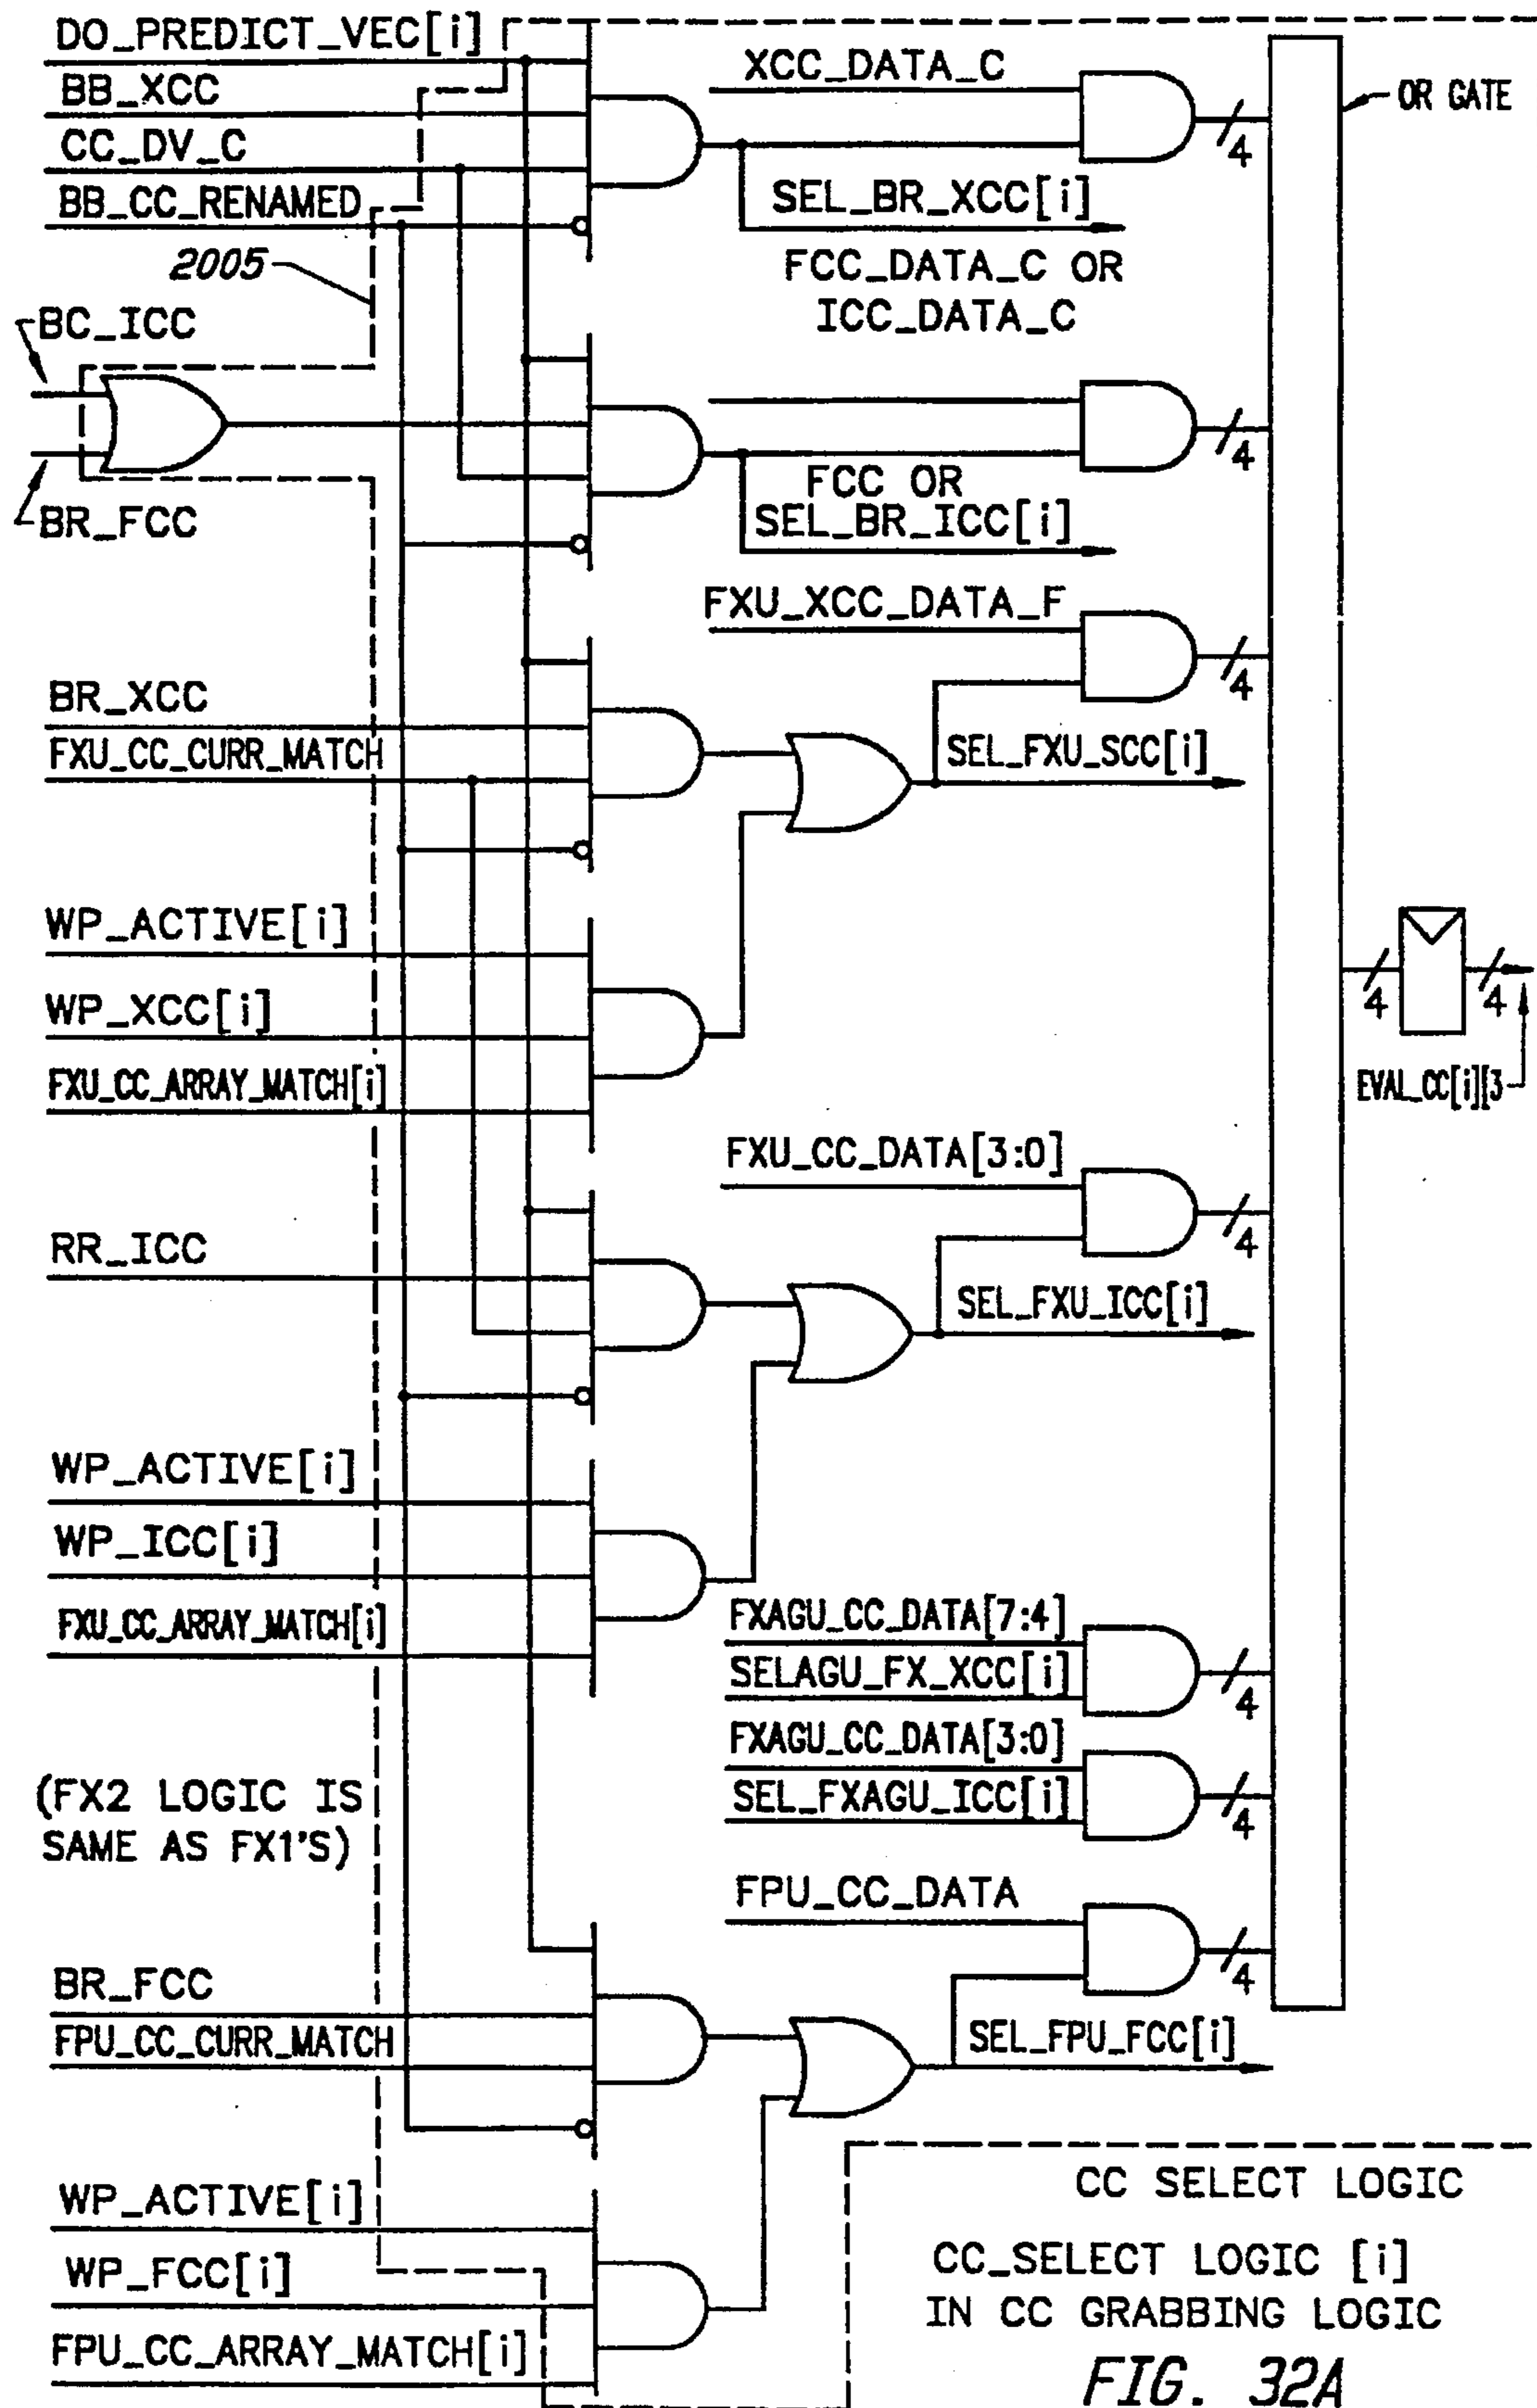 DO_PREDICT_VEC[i]
BB_XCC
CC_DV_C
BB_CC_RENAMED
2005
XCC_DATA_C
OR GATE
4
SEL_BR_XCC[i]
FCC_DATA_C OR
ICC_DATA_C
BC_ICC
BR_FCC
4
FCC OR
SEL_BR_ICC[i]
FXU_XCC_DATA_F
4
BR_XCC
FXU_CC_CURR_MATCH
SEL_FXU_SCC[i]
WP_ACTIVE[i]
WP_XCC[i]
FXU_CC_ARRAY_MATCH[i]
4
4
EVAL_CC[i][3
FXU_CC_DATA[3:0]
4
RR_ICC
SEL_FXU_ICC[i]
WP_ACTIVE[i]
WP_ICC[i]
FXU_CC_ARRAY_MATCH[i]
FXAGU_CC_DATA[7:4]
SELAGU_FX_XCC[i]
4
FXAGU_CC_DATA[3:0]
SEL_FXAGU_ICC[i]
4
(FX2 LOGIC IS
SAME AS FX1'S)
FPU_CC_DATA
4
BR_FCC
FPU_CC_CURR_MATCH
SEL_FPU_FCC[i]
WP_ACTIVE[i]
WP_FCC[i]
FPU_CC_ARRAY_MATCH[i]
CC SELECT LOGIC
CC_SELECT LOGIC [i]
IN CC GRABBING LOGIC
FIG. 32A